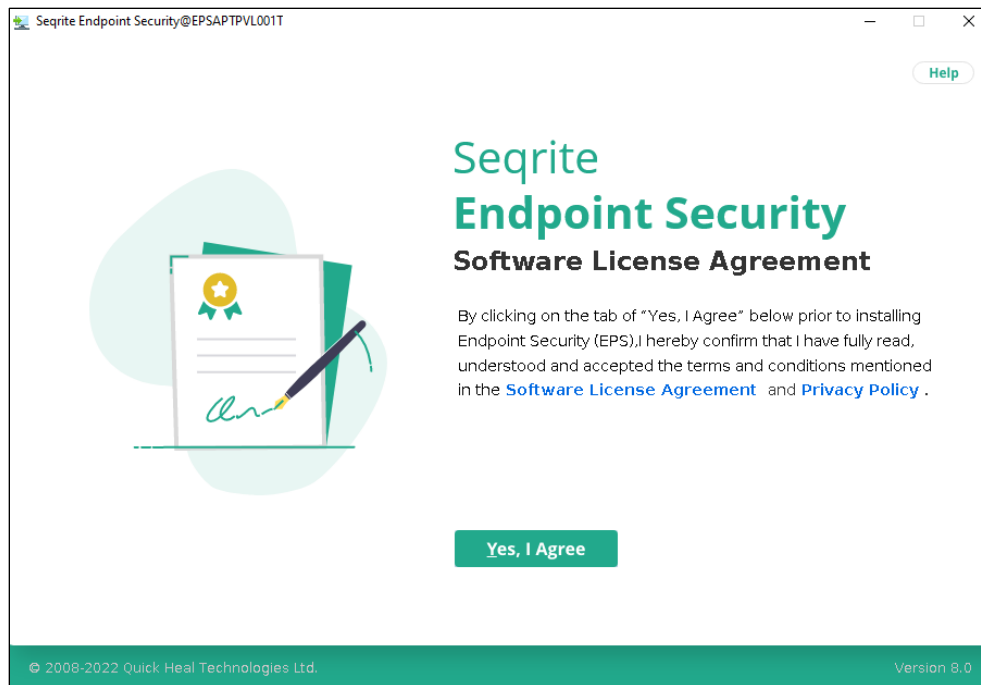 Seqrite Endpoint Security@EPSAPTPVL001T
Help
Seqrite
Endpoint Security
Software License Agreement
By clicking on the tab of "Yes, I Agree" below prior to installing
Endpoint Security (EPS),I hereby confirm that I have fully read,
understood and accepted the terms and conditions mentioned
in the Software License Agreement and Privacy Policy .
Yes, I Agree
© 2008-2022 Quick Heal Technologies Ltd.
Version 8.0